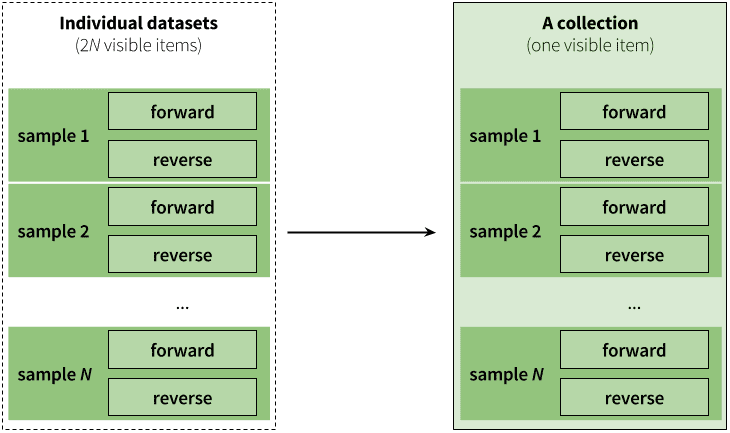 Individual datasets
(2N visible items)
sample 1
forward
reverse
sample 2
forward
reverse
...
sample N
forward
reverse
A collection
(one visible item)
sample 1
forward
reverse
sample 2
forward
reverse
...
sample N
forward
reverse